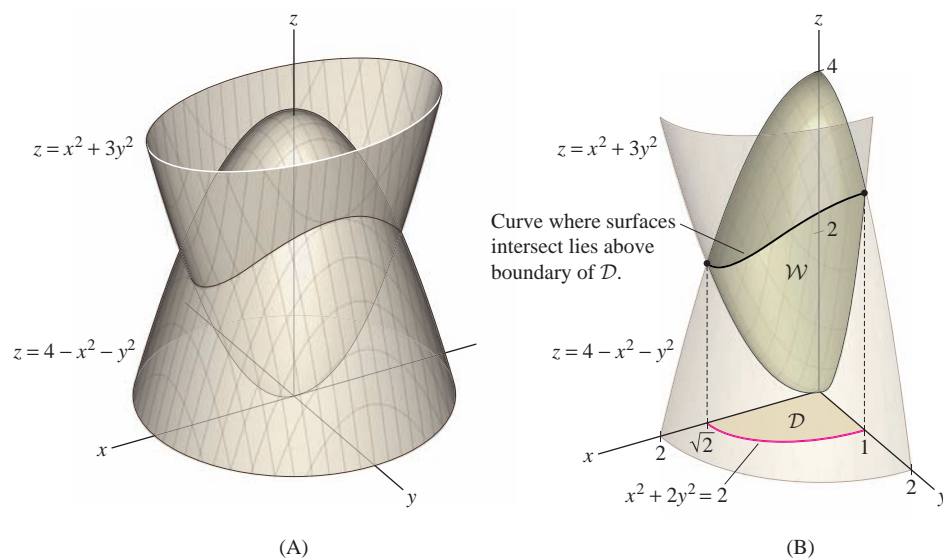 z
z = x² + 3y²
z = 4 − x² − y²
x
y
(A)
z
4
z = x² + 3y²
Curve where surfaces
intersect lies above
boundary of 𝒟.
2
𝒲
z = 4 − x² − y²
𝒟
x
2
√2
1
2
x² + 2y² = 2
y
(B)